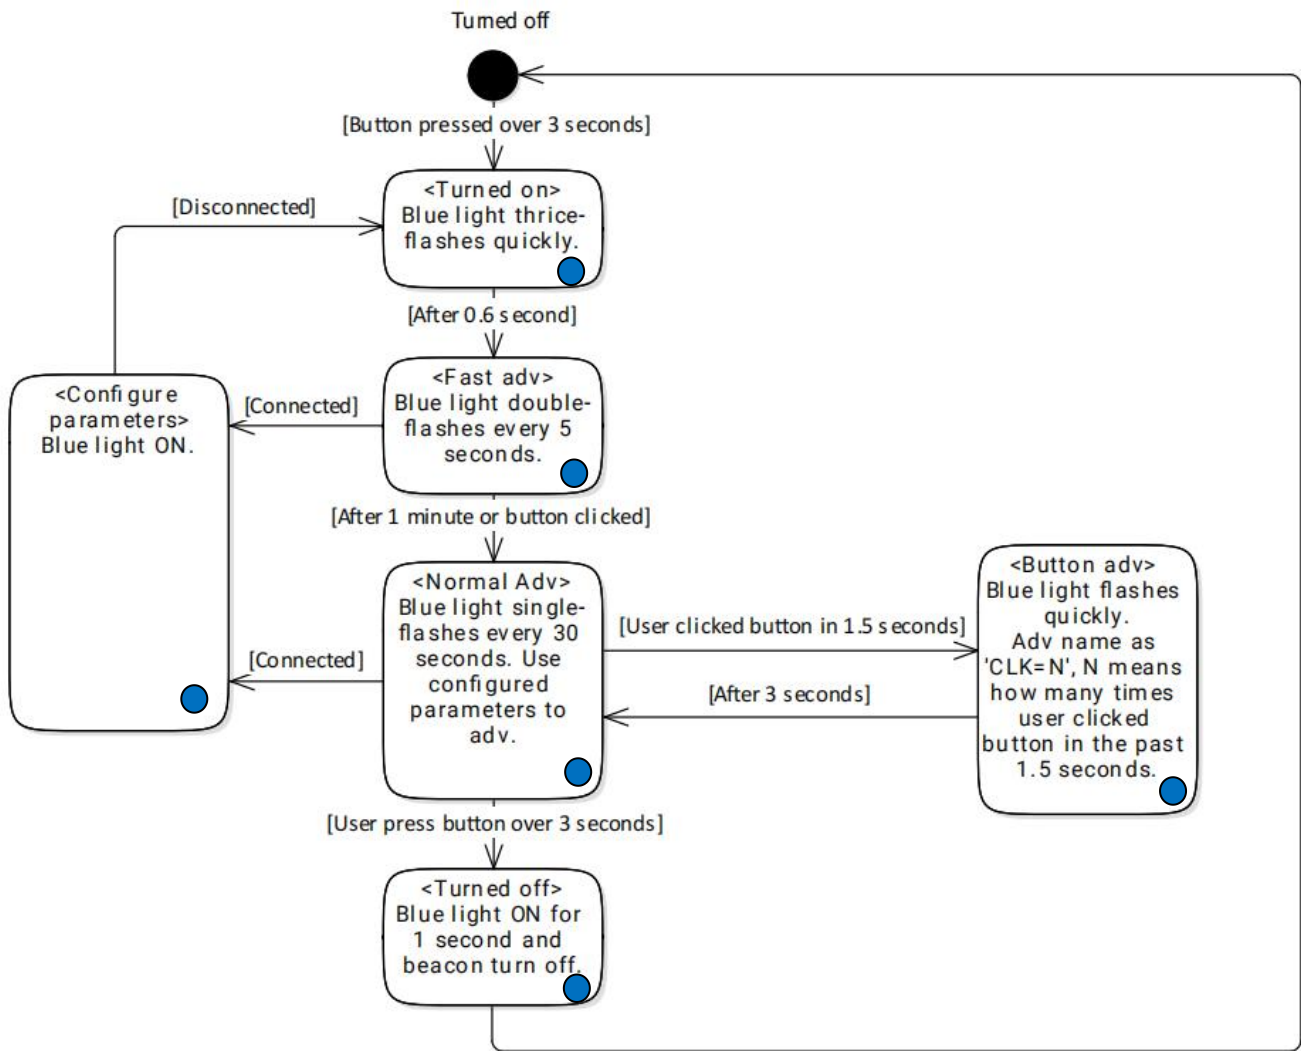 Turned off
[Button pressed over 3 seconds]
<Turned on>
Blue light thrice-
flashes quickly.
[Disconnected]
[After 0.6 second]
<Fast adv>
Blue light double-
flashes every 5
seconds.
[Connected]
<Configure
parameters>
Blue light ON.
[After 1 minute or button clicked]
<Normal Adv>
Blue light single-
flashes every 30
seconds. Use
configured
parameters to
adv.
[Connected]
[User clicked button in 1.5 seconds]
[After 3 seconds]
<Button adv>
Blue light flashes
quickly.
Adv name as
'CLK=N', N means
how many times
user clicked
button in the past
1.5 seconds.
[User press button over 3 seconds]
<Turned off>
Blue light ON for
1 second and
beacon turn off.